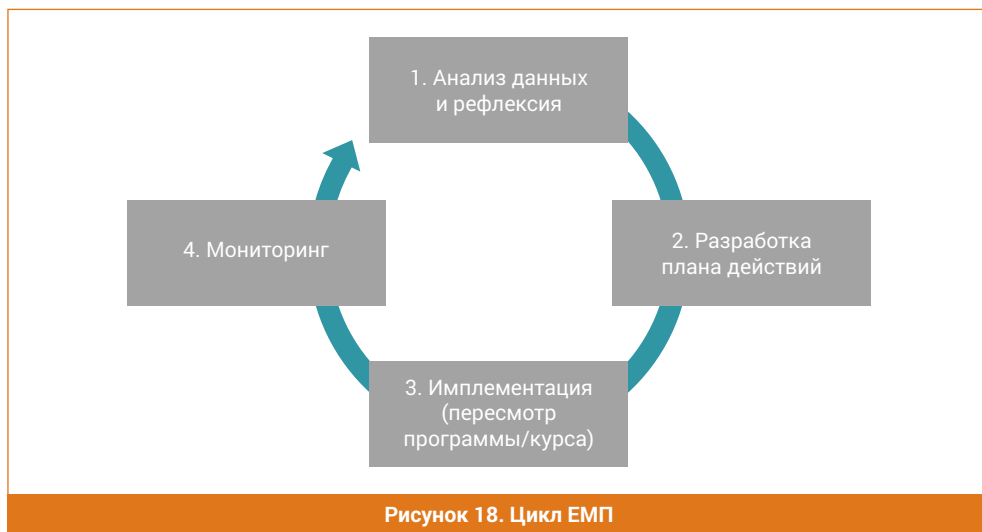 1. Анализ данных
и рефлексия
2. Разработка
плана действий
3. Имплементация
(пересмотр
программы/курса)
4. Мониторинг
Рисунок 18. Цикл ЕМП